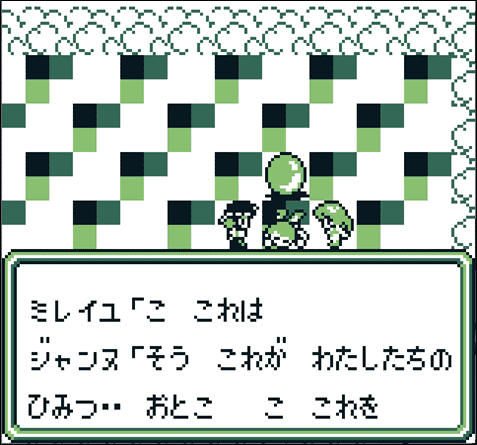 ミレイユ「こ　これは
ジャンヌ「そう　これが　わたしたちの
ひみつ‥　おとこ　　こ　これを